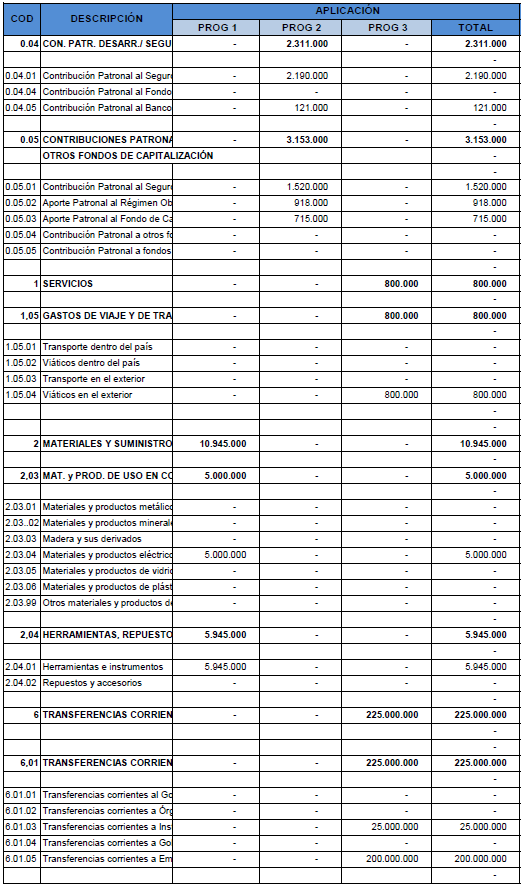 COD DESCRIPCIÓN APLICACIÓN
PROG 1 PROG 2 PROG 3 TOTAL
0.04 CON. PATR. DESARR./ SEGU - 2.311.000 - 2.311.000
-
0.04.01 Contribución Patronal al Segur - 2.190.000 - 2.190.000
0.04.04 Contribución Patronal al Fondo - - - -
0.04.05 Contribución Patronal al Banco - 121.000 - 121.000
-
0.05 CONTRIBUCIONES PATRONA - 3.153.000 - 3.153.000
OTROS FONDOS DE CAPITALIZACIÓN -
-
0.05.01 Contribución Patronal al Segur - 1.520.000 - 1.520.000
0.05.02 Aporte Patronal al Régimen Ob - 918.000 - 918.000
0.05.03 Aporte Patronal al Fondo de Ca - 715.000 - 715.000
0.05.04 Contribución Patronal a otros fo - - - -
0.05.05 Contribución Patronal a fondos - - - -
-
1 SERVICIOS - - 800.000 800.000
-
1,05 GASTOS DE VIAJE Y DE TRA - - 800.000 800.000
-
1.05.01 Transporte dentro del país - - - -
1.05.02 Viáticos dentro del país - - - -
1.05.03 Transporte en el exterior - - - -
1.05.04 Viáticos en el exterior - - 800.000 800.000
-
-
2 MATERIALES Y SUMINISTRO 10.945.000 - - 10.945.000
-
2,03 MAT. y PROD. DE USO EN CO 5.000.000 - - 5.000.000
-
2.03.01 Materiales y productos metálico - - - -
2.03..02 Materiales y productos minerale - - - -
2.03.03 Madera y sus derivados - - - -
2.03.04 Materiales y productos eléctrico 5.000.000 - - 5.000.000
2.03.05 Materiales y productos de vidrio - - - -
2.03.06 Materiales y productos de plást - - - -
2.03.99 Otros materiales y productos de - - - -
-
2,04 HERRAMIENTAS, REPUESTO 5.945.000 - - 5.945.000
-
2.04.01 Herramientas e instrumentos 5.945.000 - - 5.945.000
2.04.02 Repuestos y accesorios - - - -
-
6 TRANSFERENCIAS CORRIEN - - 225.000.000 225.000.000
-
-
6,01 TRANSFERENCIAS CORRIEN - - 225.000.000 225.000.000
-
6.01.01 Transferencias corrientes al Go - - - -
6.01.02 Transferencias corrientes a Órg - - - -
6.01.03 Transferencias corrientes a Inst - - 25.000.000 25.000.000
6.01.04 Transferencias corrientes a Go - - - -
6.01.05 Transferencias corrientes a Em - - 200.000.000 200.000.000
-